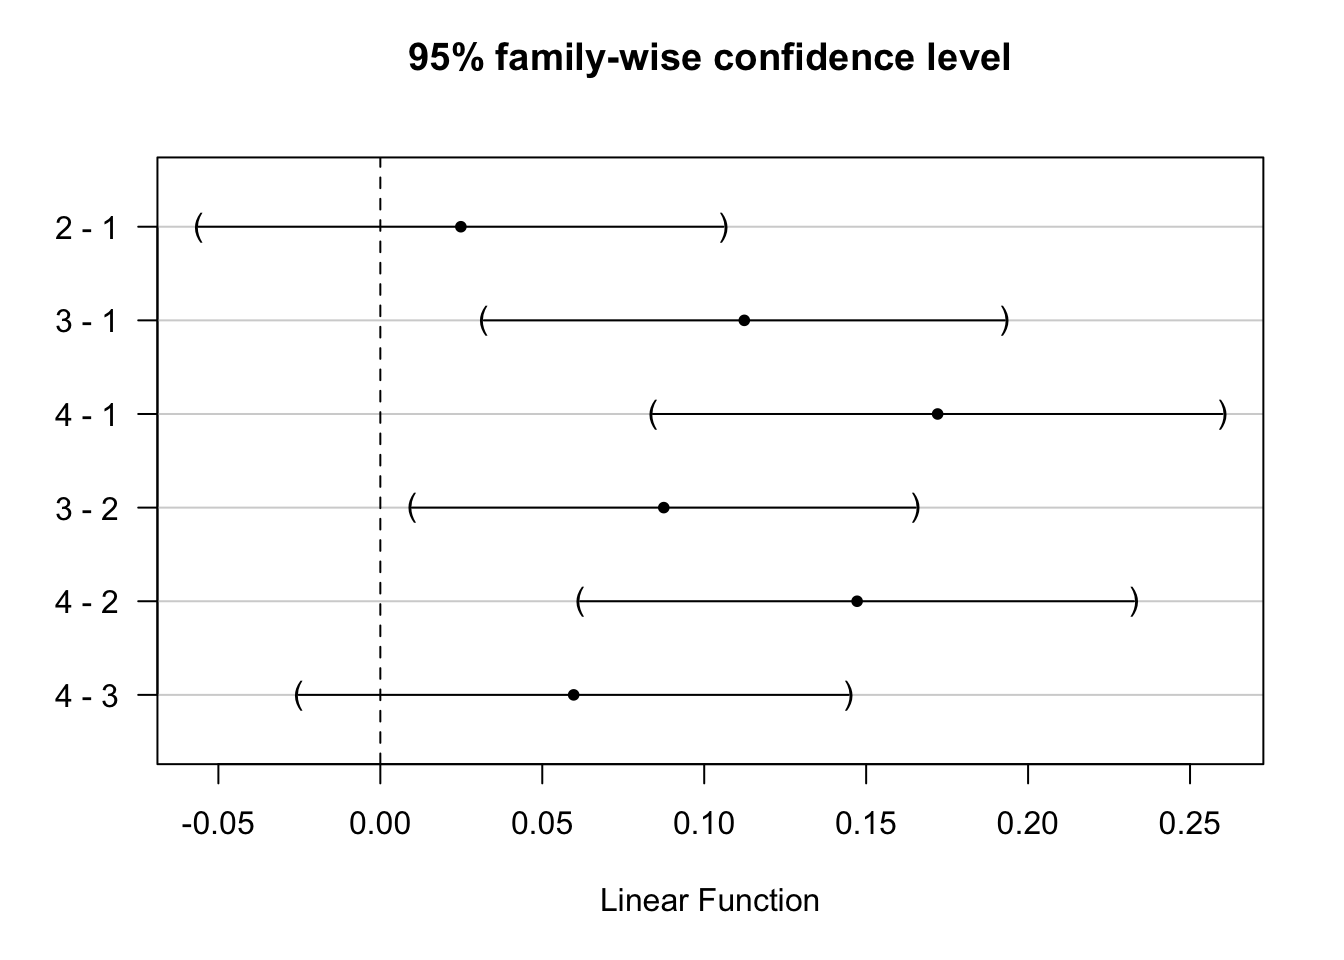 95% family-wise confidence level
2 - 1
3 - 1
4 - 1
3 - 2
4 - 2
4 - 3
-0.05 0.00 0.05 0.10 0.15 0.20 0.25
Linear Function